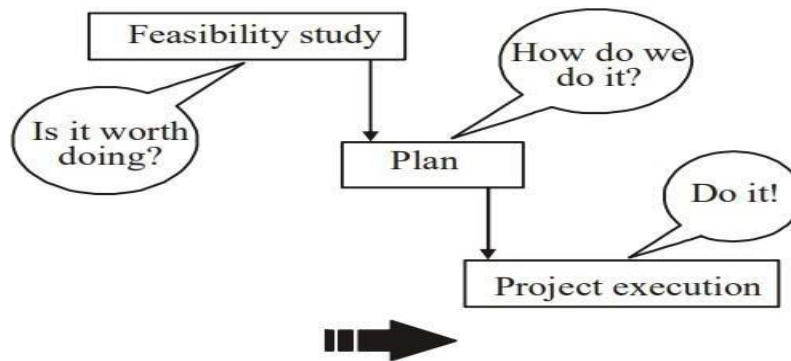 Feasibility study
How do we
do it?
Is it worth
doing?
Plan
Do it!
Project execution